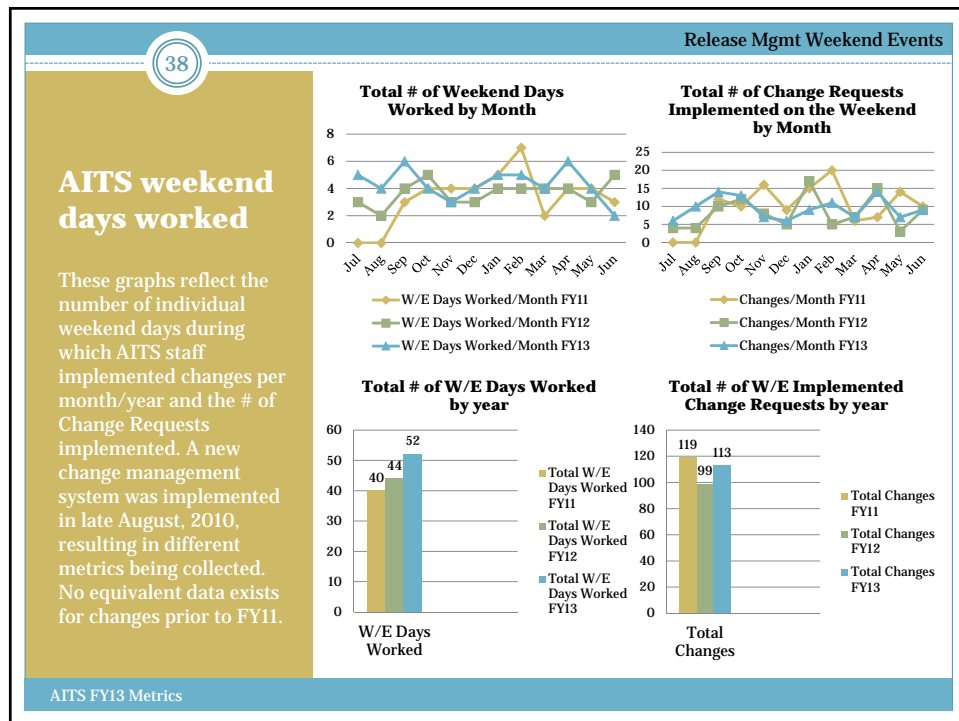 Release Mgmt Weekend Events
38
AITS weekend
days worked
These graphs reflect the
number of individual
weekend days during
which AITS staff
implemented changes per
month/year and the # of
Change Requests
implemented. A new
change management
system was implemented
in late August, 2010,
resulting in different
metrics being collected.
No equivalent data exists
for changes prior to FY11.
Total # of Weekend Days
Worked by Month
8
6
4
2
0
Jul Aug Sep Oct Nov Dec Jan Feb Mar Apr May Jun
W/E Days Worked/Month FY11
W/E Days Worked/Month FY12
W/E Days Worked/Month FY13
Total # of Change Requests
Implemented on the Weekend
by Month
25
20
15
10
5
0
Jul Aug Sep Oct Nov Dec Jan Feb Mar Apr May Jun
Changes/Month FY11
Changes/Month FY12
Changes/Month FY13
Total # of W/E Days Worked
by year
60
50
40
30
20
10
0
40 44 52
W/E Days
Worked
Total W/E
Days Worked
FY11
Total W/E
Days Worked
FY12
Total W/E
Days Worked
FY13
Total # of W/E Implemented
Change Requests by year
140
120
100
80
60
40
20
0
119 99 113
Total
Changes
Total Changes
FY11
Total Changes
FY12
Total Changes
FY13
AITS FY13 Metrics